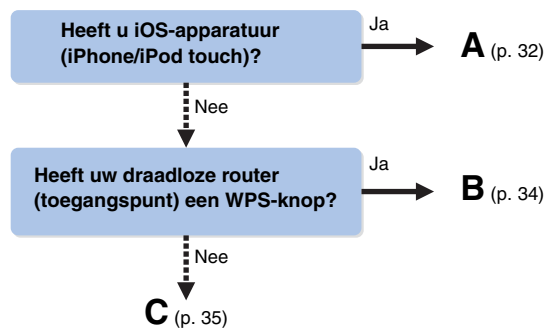 Heeft u iOS-apparatuur
(iPhone/iPod touch)?
Ja
A (p. 32)
Nee
Heeft uw draadloze router
(toegangspunt) een WPS-knop?
Ja
B (p. 34)
Nee
C (p. 35)